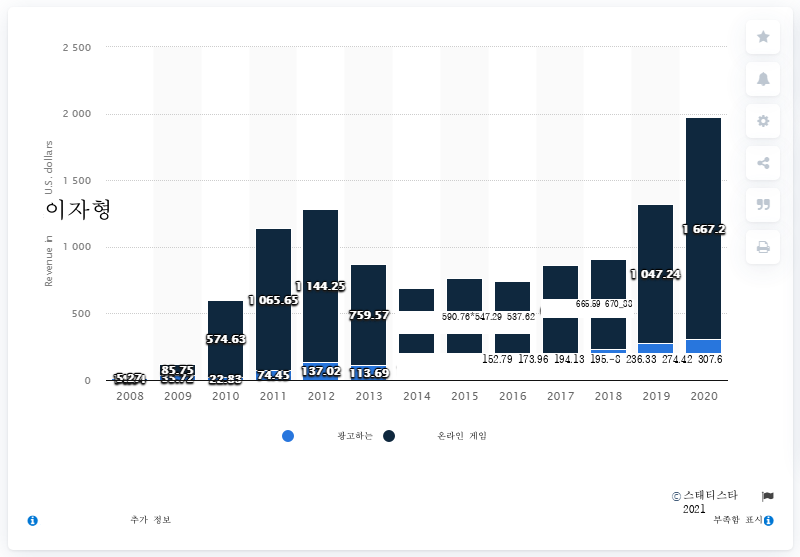 2 500
2 000
1 500
1 000
500
0
Revenue in 이자형 U.S. dollars
85.75
574.63 22.83
1 065.65 74.45
1 144.25 137.02
759.57 113.69
590.76*547.29 537.62
665.59 670_33
1 047.24
1 667.2
152.79 173.96 194.13 195.-8 236.33 274.42 307.6
2008 2009 2010 2011 2012 2013 2014 2015 2016 2017 2018 2019 2020
광고하는 온라인 게임
© 스태티스타
2021
추가 정보 부족함 표시